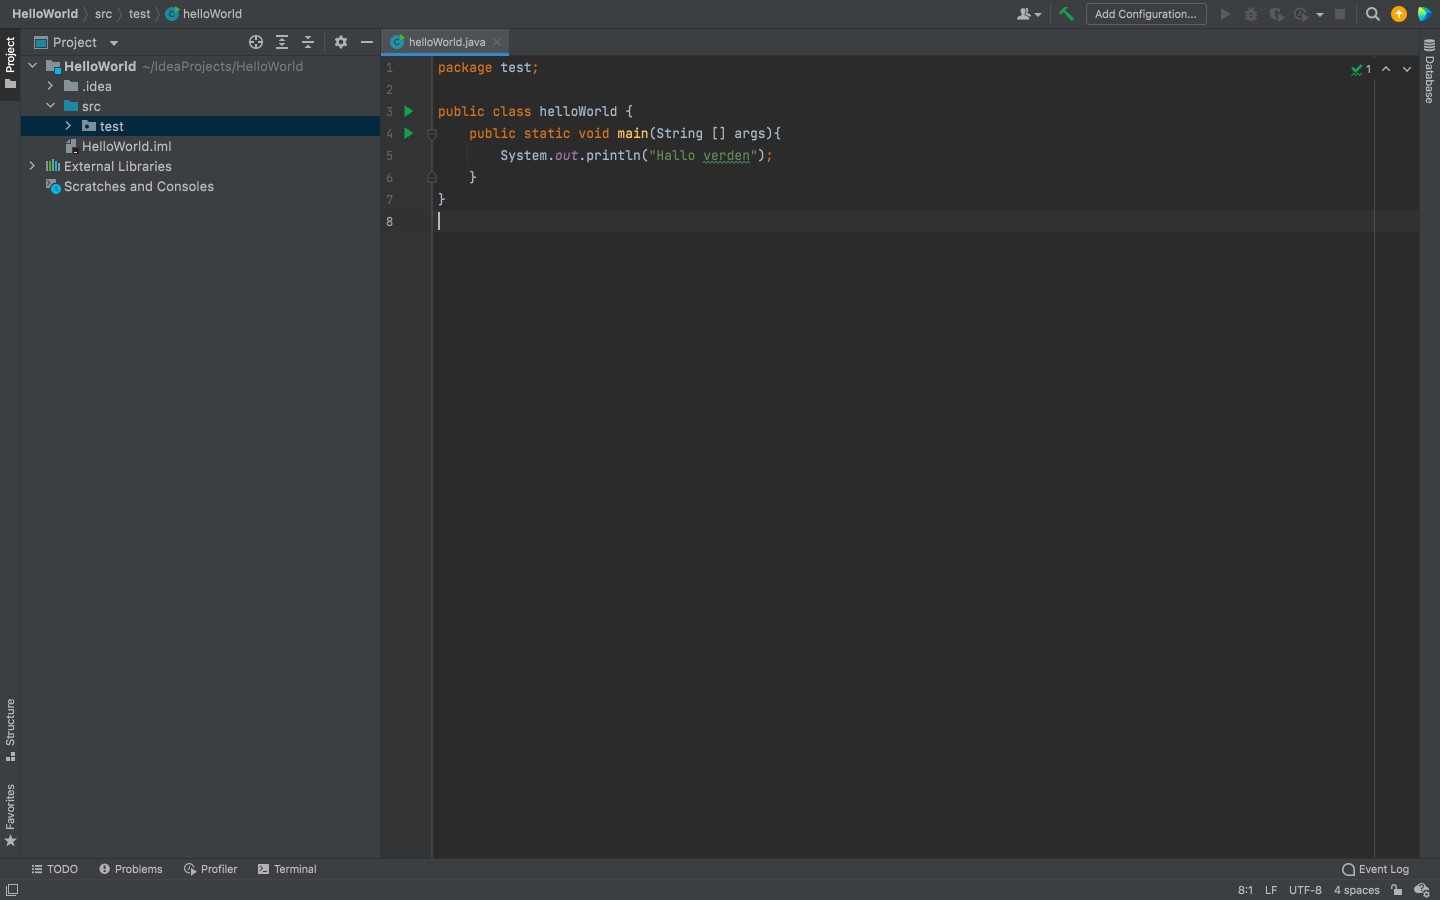 HelloWorld src test helloWorld
Add Configuration...
Project
helloWorld.java
Project
HelloWorld ~/IdeaProjects/HelloWorld
.idea
src
test
HelloWorld.iml
External Libraries
Scratches and Consoles
1 package test;
2
3 public class helloWorld {
4 public static void main(String [] args){
5 System.out.println("Hallo verden");
6 }
7 }
8
1
Database
Structure
Favorites
TODO
Problems
Profiler
Terminal
Event Log
8:1 LF UTF-8 4 spaces